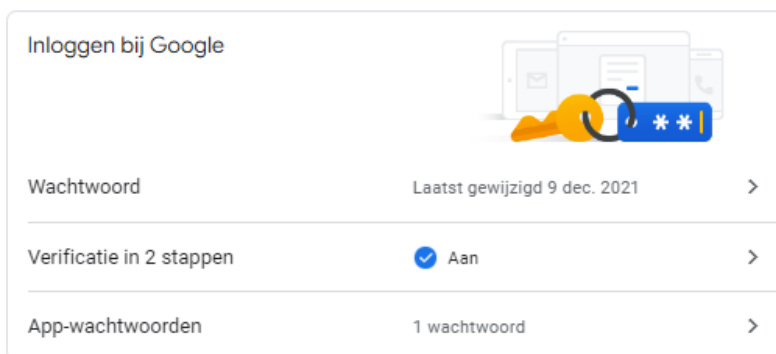 Inloggen bij Google
**
Wachtwoord Laatst gewijzigd 9 dec. 2021
Verificatie in 2 stappen Aan
App-wachtwoorden 1 wachtwoord